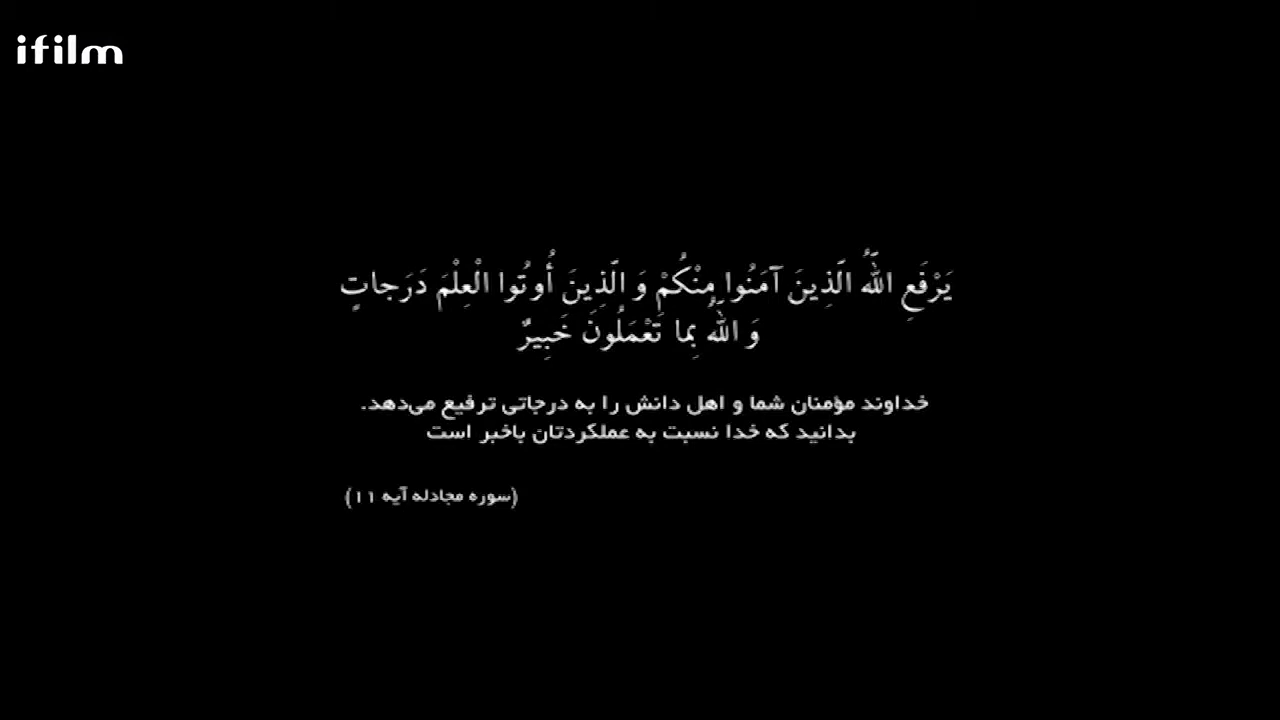 ifilm
يَرْفَعِ اللّٰهُ الَّذِينَ آمَنُوا مِنْكُمْ وَ الَّذِينَ أُوتُوا الْعِلْمَ دَرَجاتٍ
وَ اللّٰهُ بِما تَعْمَلُونَ خَبِيرٌ
خداوند مؤمنان شما و اهل دانش را به درجاتی ترفیع می‌دهد.
بدانید که خدا نسبت به عملکردتان باخبر است
(سوره مجادله آیه ۱۱)